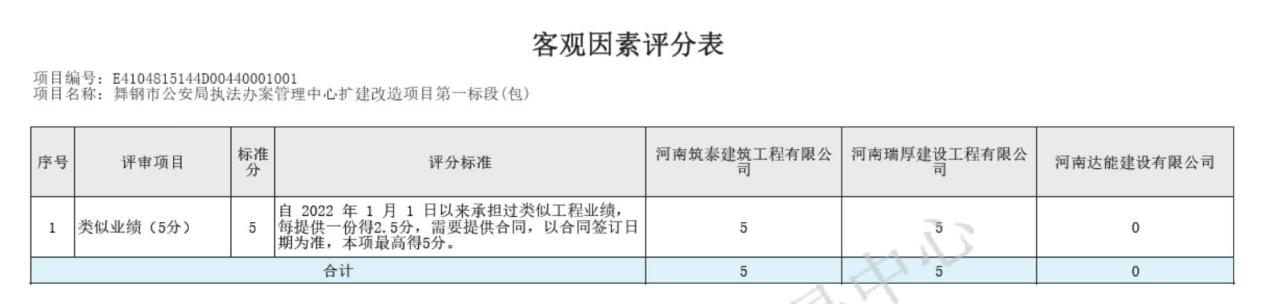 客观因素评分表
项目编号：E4104815144D00440001001
项目名称：舞钢市公安局执法办案管理中心扩建改造项目第一标段(包)
序号
评审项目
标准
分
评分标准
河南筑泰建筑工程有限公
司
河南瑞厚建设工程有限公
司
河南达能建设有限公司
1
类似业绩（5分）
5
自 2022 年 1 月 1 日以来承担过类似工程业绩，
每提供一份得2.5分，需要提供合同，以合同签订日
期为准，本项最高得5分。
5
5
0
合计
5
5
0
中心